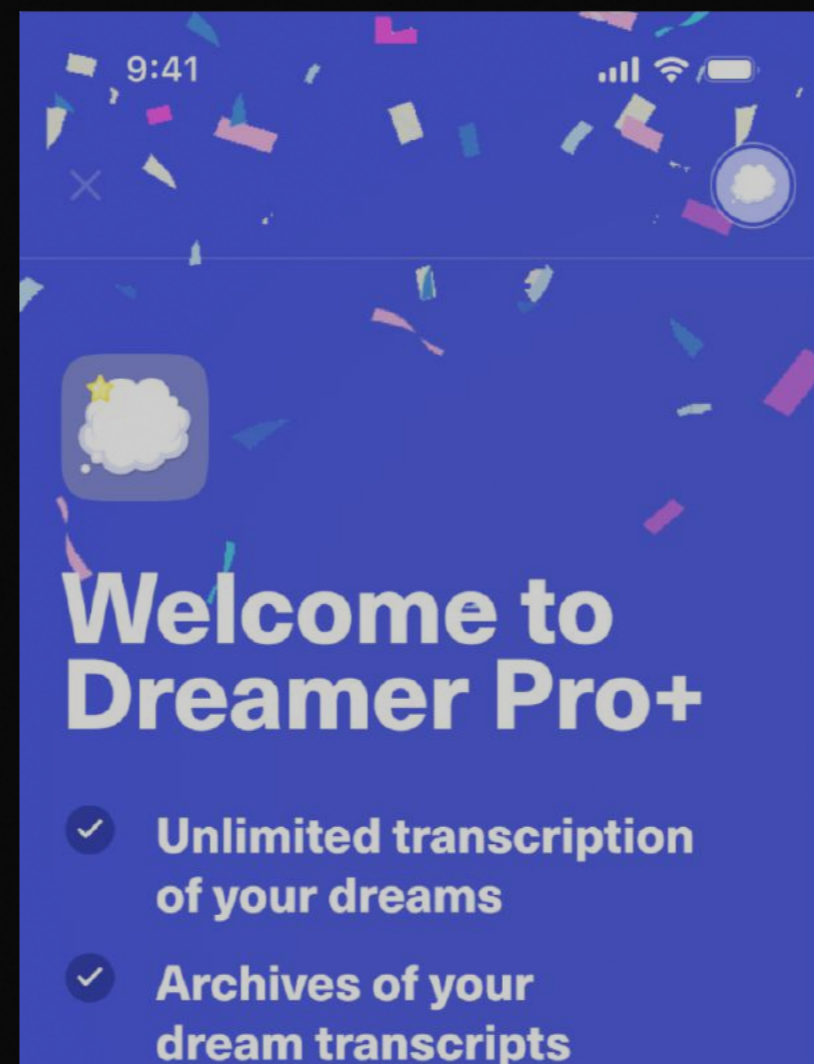 9:41
Welcome to
Dreamer Pro+
Unlimited transcription
of your dreams
Archives of your
dream transcripts